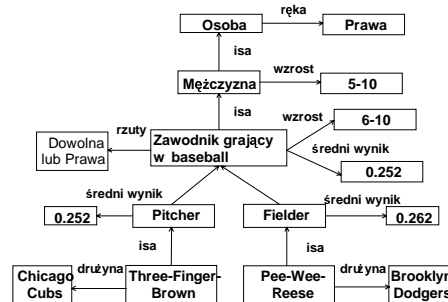 ręka
Osoba
Prawa
isa
wzrost
Mężczyzna
5-10
isa
wzrost
6-10
rzuty
Dowolna
lub Prawa
Zawodnik grający
w baseball
średni wynik
0.252
średni wynik
średni wynik
0.252
Pitcher
Fielder
0.262
isa
isa
drużyna
drużyna
Chicago
Cubs
Three-Finger-
Brown
Pee-Wee-
Reese
Brooklyn
Dodgers